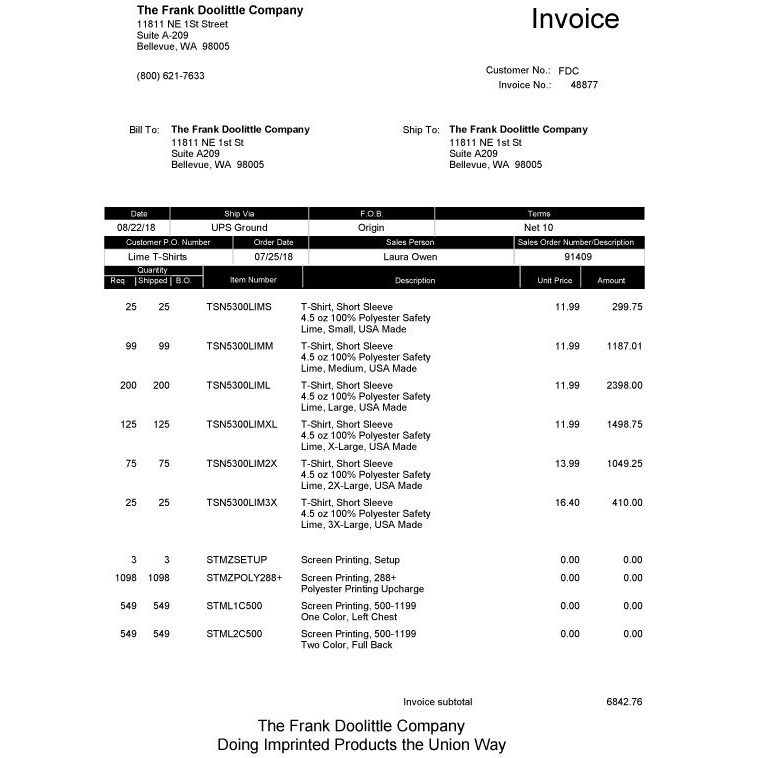 The Frank Doolittle Company
11811 NE 1St Street
Suite A-209
Bellevue, WA 98005
(800) 621-7633
Invoice
Customer No.: FDC
Invoice No.: 48877
Bill To: The Frank Doolittle Company
11811 NE 1st St
Suite A209
Bellevue, WA 98005
Ship To: The Frank Doolittle Company
11811 NE 1st St
Suite A209
Bellevue, WA 98005
Date Ship Via F.O.B. Terms
08/22/18 UPS Ground Origin Net 10
Customer P.O. Number Order Date Sales Person Sales Order Number/Description
Lime T-Shirts 07/25/18 Laura Owen 91409
Quantity
Req Shipped B.O. Item Number Description Unit Price Amount
25 25 TSN5300LIMS T-Shirt, Short Sleeve 11.99 299.75
4.5 oz 100% Polyester Safety
Lime, Small, USA Made
99 99 TSN5300LIMM T-Shirt, Short Sleeve 11.99 1187.01
4.5 oz 100% Polyester Safety
Lime, Medium, USA Made
200 200 TSN5300LIML T-Shirt, Short Sleeve 11.99 2398.00
4.5 oz 100% Polyester Safety
Lime, Large, USA Made
125 125 TSN5300LIMXL T-Shirt, Short Sleeve 11.99 1498.75
4.5 oz 100% Polyester Safety
Lime, X-Large, USA Made
75 75 TSN5300LIM2X T-Shirt, Short Sleeve 13.99 1049.25
4.5 oz 100% Polyester Safety
Lime, 2X-Large, USA Made
25 25 TSN5300LIM3X T-Shirt, Short Sleeve 16.40 410.00
4.5 oz 100% Polyester Safety
Lime, 3X-Large, USA Made
3 3 STMZSETUP Screen Printing, Setup 0.00 0.00
1098 1098 STMZPOLY288+ Screen Printing, 288+ 0.00 0.00
Polyester Printing Upcharge
549 549 STML1C500 Screen Printing, 500-1199 0.00 0.00
One Color, Left Chest
549 549 STML2C500 Screen Printing, 500-1199 0.00 0.00
Two Color, Full Back
Invoice subtotal 6842.76
The Frank Doolittle Company
Doing Imprinted Products the Union Way